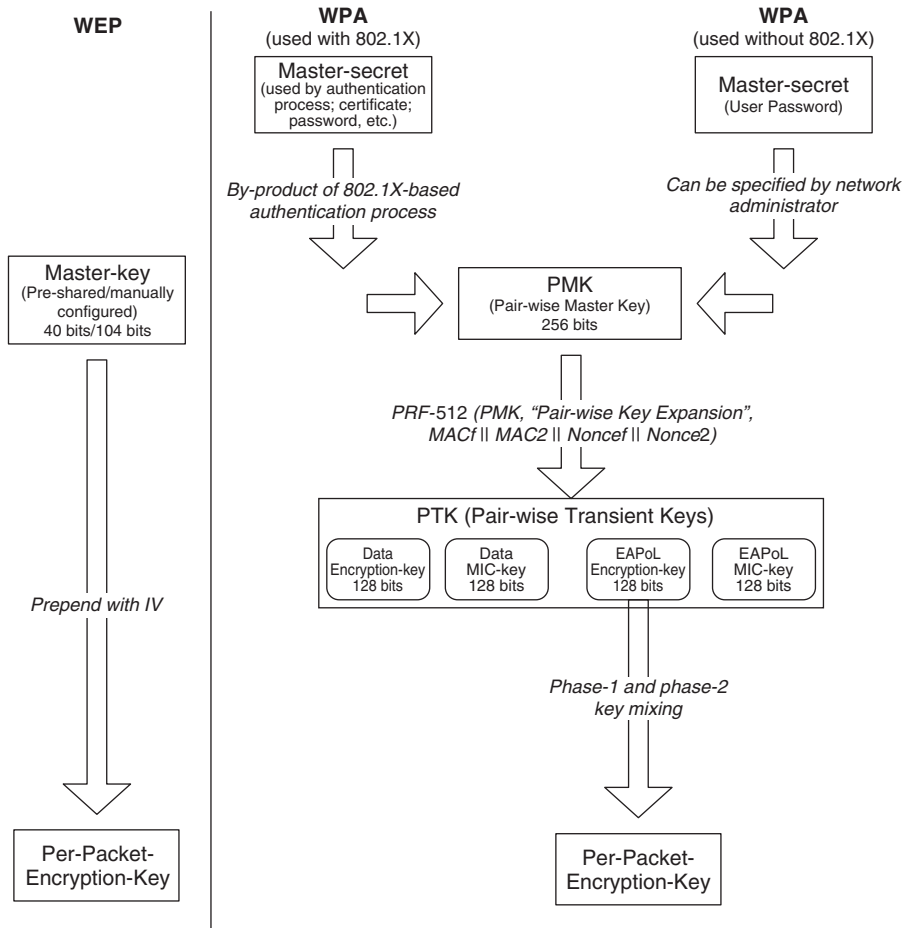 WEP
Master-key
(Pre-shared/manually
configured)
40 bits/104 bits
Prepend with IV
Per-Packet-
Encryption-Key
WPA
(used with 802.1X)
Master-secret
(used by authentication
process; certificate;
password, etc.)
By-product of 802.1X-based
authentication process
WPA
(used without 802.1X)
Master-secret
(User Password)
Can be specified by network
administrator
PMK
(Pair-wise Master Key)
256 bits
PRF-512 (PMK, “Pair-wise Key Expansion”,
MACf || MAC2 || Noncef || Nonce2)
PTK (Pair-wise Transient Keys)
Data
Encryption-key
128 bits
Data
MIC-key
128 bits
EAPoL
Encryption-key
128 bits
EAPoL
MIC-key
128 bits
Phase-1 and phase-2
key mixing
Per-Packet-
Encryption-Key